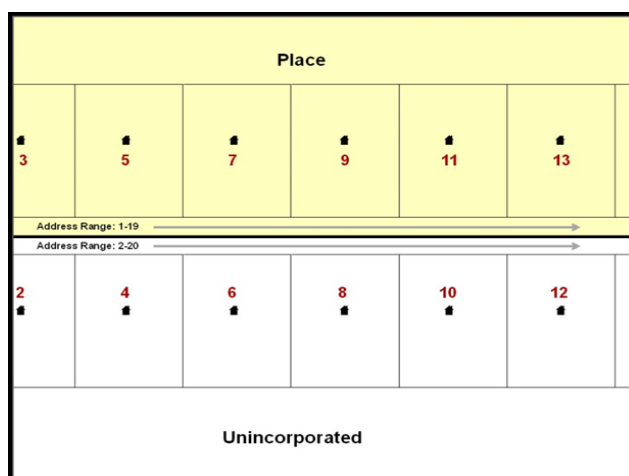 Place
3 5 7 9 11 13
Address Range: 1-19
Address Range: 2-20
2 4 6 8 10 12
Unincorporated